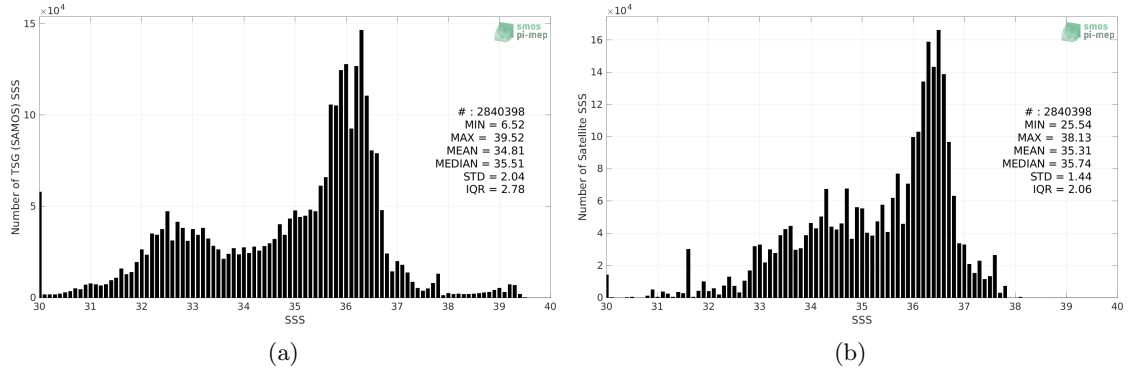 ×10⁴
15
10
5
0
30 31 32 33 34 35 36 37 38 39 40
SSS
Number of TSG (SAMOS) SSS
smos
pi-mep
# : 2840398
MIN = 6.52
MAX = 39.52
MEAN = 34.81
MEDIAN = 35.51
STD = 2.04
IQR = 2.78
(a)
×10⁴
16
14
12
10
8
6
4
2
0
30 31 32 33 34 35 36 37 38 39 40
SSS
Number of Satellite SSS
smos
pi-mep
# : 2840398
MIN = 25.54
MAX = 38.13
MEAN = 35.31
MEDIAN = 35.74
STD = 1.44
IQR = 2.06
(b)